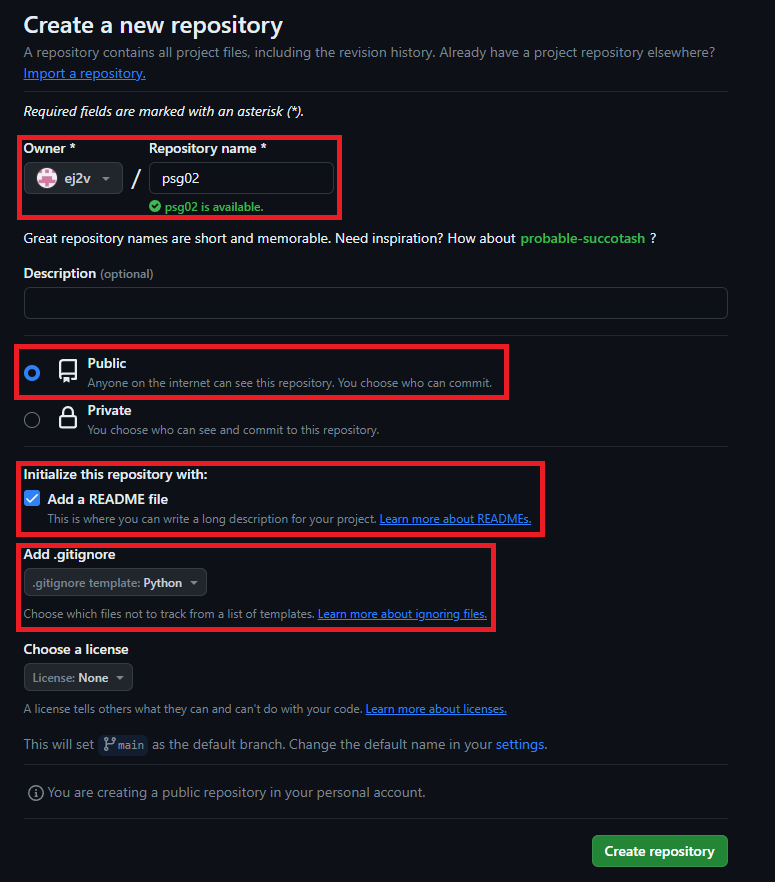 Create a new repository
A repository contains all project files, including the revision history. Already have a project repository elsewhere?
Import a repository.
Required fields are marked with an asterisk (*).
Owner * Repository name *
ej2v / psg02
psg02 is available.
Great repository names are short and memorable. Need inspiration? How about probable-succotash ?
Description (optional)
Public
Anyone on the internet can see this repository. You choose who can commit.
Private
You choose who can see and commit to this repository.
Initialize this repository with:
Add a README file
This is where you can write a long description for your project. Learn more about READMEs.
Add .gitignore
.gitignore template: Python
Choose which files not to track from a list of templates. Learn more about ignoring files.
Choose a license
License: None
A license tells others what they can and can't do with your code. Learn more about licenses.
This will set main as the default branch. Change the default name in your settings.
You are creating a public repository in your personal account.
Create repository